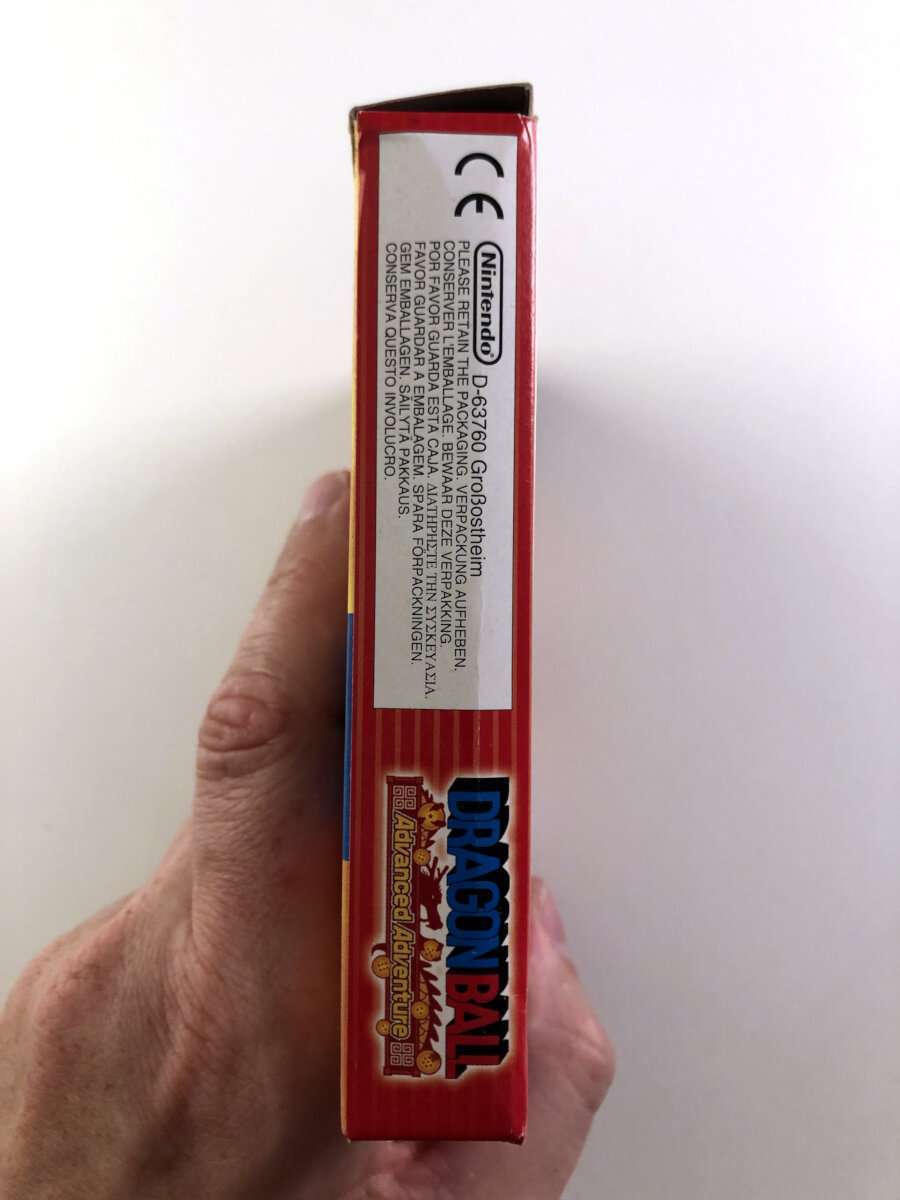 CE
Nintendo® D-63760 Großostheim
PLEASE RETAIN THE PACKAGING. VERPACKUNG AUFHEBEN.
CONSERVER L'EMBALLAGE. BEWAAR DEZE VERPAKKING.
POR FAVOR GUARDA ESTA CAJA. ΔΙΑΤΗΡΗΣΤΕ ΤΗΝ ΣΥΣΚΕΥΑΣΙΑ.
FAVOR GUARDAR A EMBALAGEM. SPARA FÖRPACKNINGEN.
GEM EMBALLAGEN. SÄILYTÄ PAKKAUS.
CONSERVA QUESTO INVOLUCRO.
DRAGON BALL
Advanced Adventure